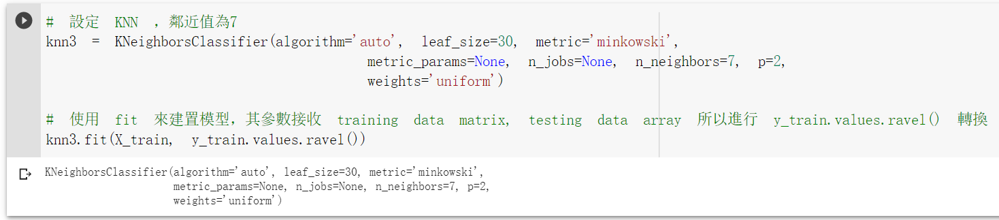 # 設定 KNN ，鄰近值為7
knn3 = KNeighborsClassifier(algorithm='auto', leaf_size=30, metric='minkowski',
metric_params=None, n_jobs=None, n_neighbors=7, p=2,
weights='uniform')
# 使用 fit 來建置模型，其參數接收 training data matrix, testing data array 所以進行 y_train.values.ravel() 轉換
knn3.fit(X_train, y_train.values.ravel())
KNeighborsClassifier(algorithm='auto', leaf_size=30, metric='minkowski',
metric_params=None, n_jobs=None, n_neighbors=7, p=2,
weights='uniform')